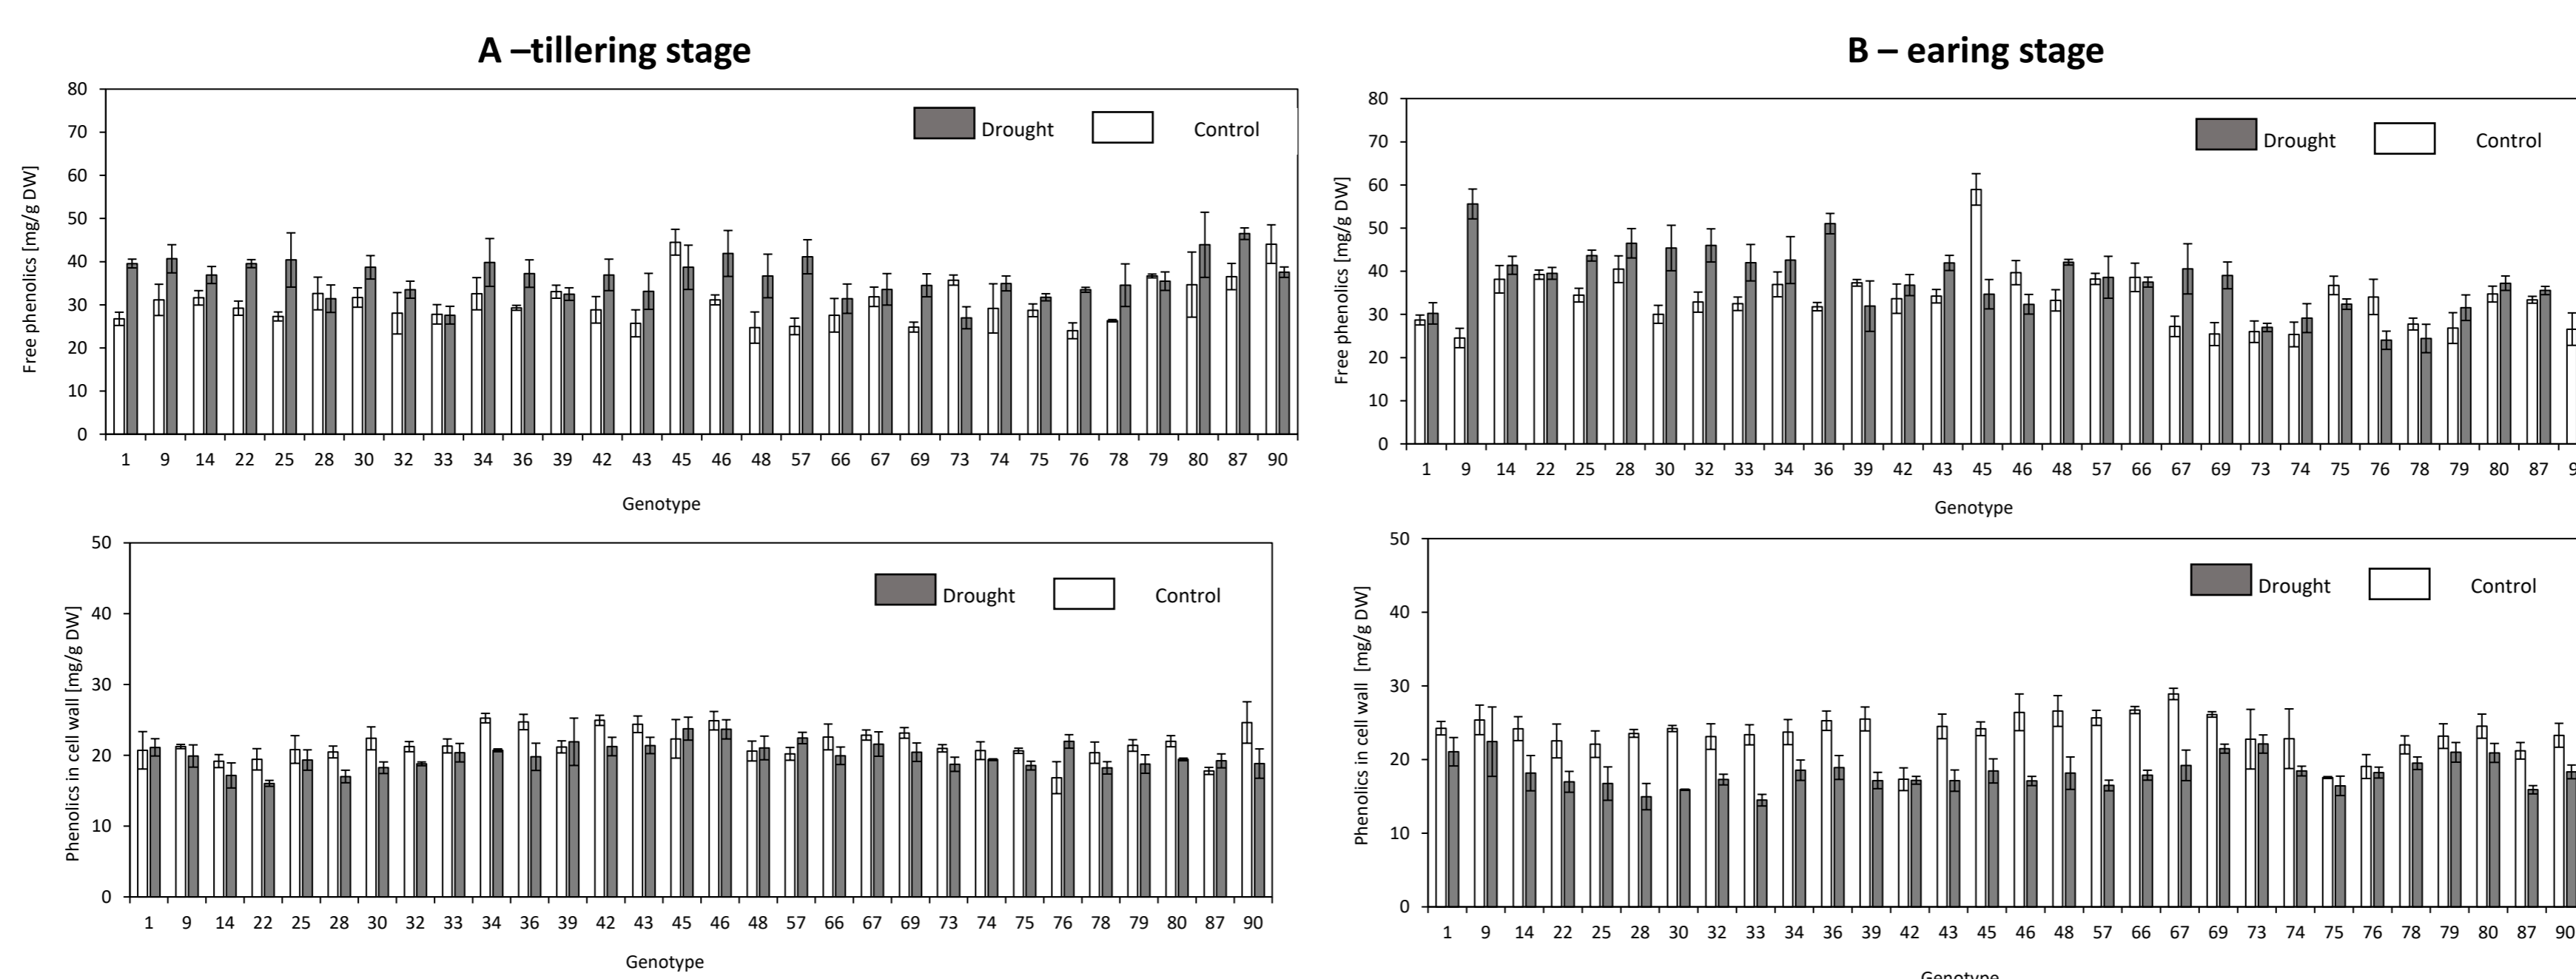 A –tillering stage
80
70
60
50
40
30
20
10
0
Free phenolics [mg/g DW]
Drought Control
1 9 14 22 25 28 30 32 33 34 36 39 42 43 45 46 48 57 66 67 69 73 74 75 76 78 79 80 87 90
Genotype
B – earing stage
80
70
60
50
40
30
20
10
0
Free phenolics [mg/g DW]
Drought Control
1 9 14 22 25 28 30 32 33 34 36 39 42 43 45 46 48 57 66 67 69 73 74 75 76 78 79 80 87
Genotype
50
40
30
20
10
0
Phenolics in cell wall [mg/g DW]
Drought Control
1 9 14 22 25 28 30 32 33 34 36 39 42 43 45 46 48 57 66 67 69 73 74 75 76 78 79 80 87 90
Genotype
50
40
30
20
10
0
Phenolics in cell wall [mg/g DW]
Drought Control
1 9 14 22 25 28 30 32 33 34 36 39 42 43 45 46 48 57 66 67 69 73 74 75 76 78 79 80 87 90
Genotype